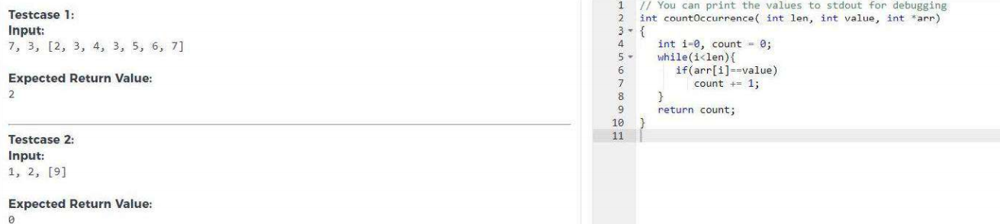 Testcase 1:
Input:
7, 3, [2, 3, 4, 3, 5, 6, 7]
Expected Return Value:
2
Testcase 2:
Input:
1, 2, [9]
Expected Return Value:
0
1 // You can print the values to stdout for debugging
2 int countOccurrence( int len, int value, int *arr)
3 {
4 int i=0, count = 0;
5 while(i<len){
6 if(arr[i]==value)
7 count += 1;
8 }
9 return count;
10 }
11